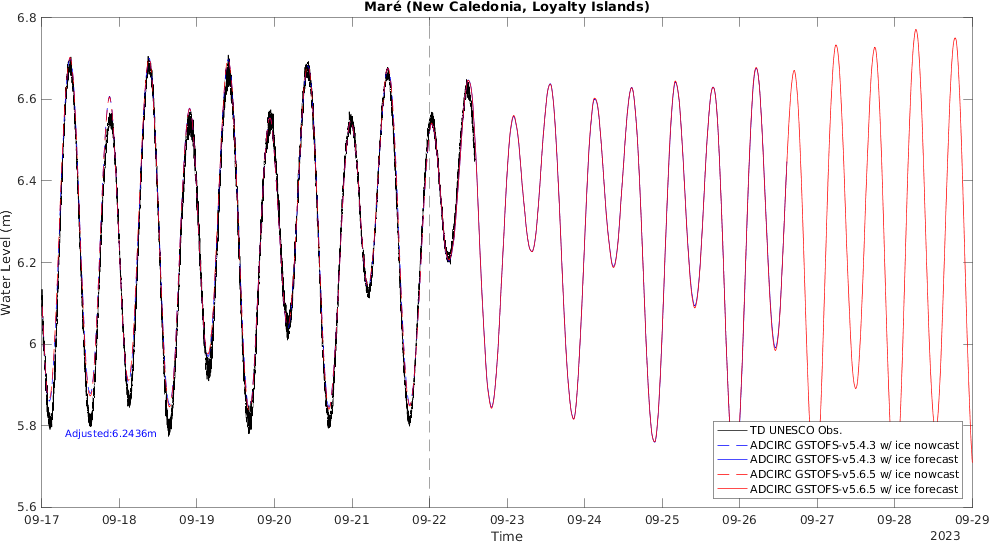 Maré (New Caledonia, Loyalty Islands)
6.8
6.6
6.4
6.2
6
5.8
5.6
Water Level (m)
Adjusted:6.2436m
TD UNESCO Obs.
ADCIRC GSTOFS-v5.4.3 w/ ice nowcast
ADCIRC GSTOFS-v5.4.3 w/ ice forecast
ADCIRC GSTOFS-v5.6.5 w/ ice nowcast
ADCIRC GSTOFS-v5.6.5 w/ ice forecast
09-17 09-18 09-19 09-20 09-21 09-22 09-23 09-24 09-25 09-26 09-27 09-28 09-29
Time
2023